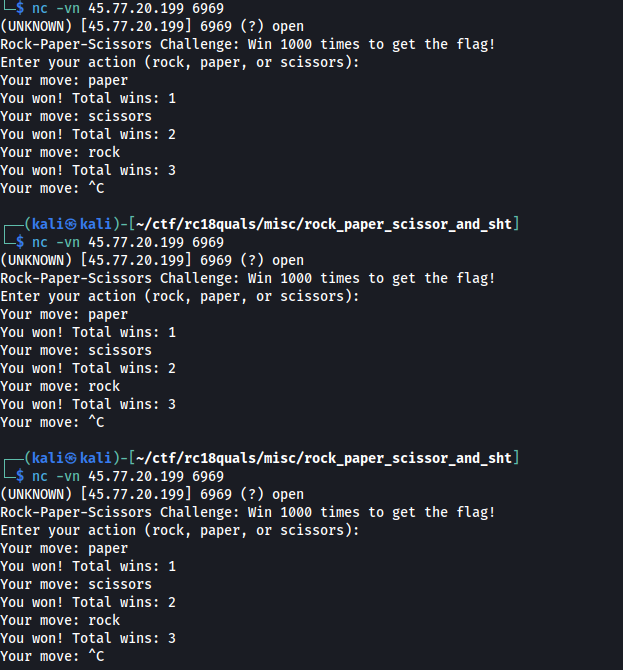 └─$ nc -vn 45.77.20.199 6969
(UNKNOWN) [45.77.20.199] 6969 (?) open
Rock-Paper-Scissors Challenge: Win 1000 times to get the flag!
Enter your action (rock, paper, or scissors):
Your move: paper
You won! Total wins: 1
Your move: scissors
You won! Total wins: 2
Your move: rock
You won! Total wins: 3
Your move: ^C
┌──(kali㉿kali)-[~/ctf/rc18quals/misc/rock_paper_scissor_and_sht]
└─$ nc -vn 45.77.20.199 6969
(UNKNOWN) [45.77.20.199] 6969 (?) open
Rock-Paper-Scissors Challenge: Win 1000 times to get the flag!
Enter your action (rock, paper, or scissors):
Your move: paper
You won! Total wins: 1
Your move: scissors
You won! Total wins: 2
Your move: rock
You won! Total wins: 3
Your move: ^C
┌──(kali㉿kali)-[~/ctf/rc18quals/misc/rock_paper_scissor_and_sht]
└─$ nc -vn 45.77.20.199 6969
(UNKNOWN) [45.77.20.199] 6969 (?) open
Rock-Paper-Scissors Challenge: Win 1000 times to get the flag!
Enter your action (rock, paper, or scissors):
Your move: paper
You won! Total wins: 1
Your move: scissors
You won! Total wins: 2
Your move: rock
You won! Total wins: 3
Your move: ^C